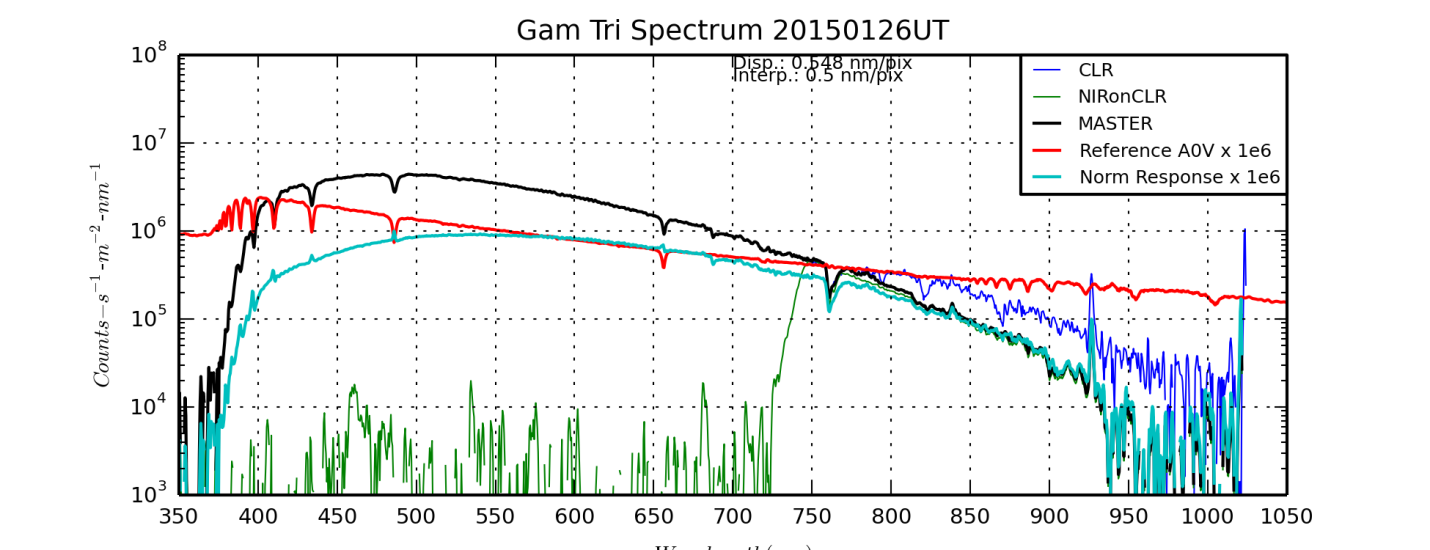 Gam Tri Spectrum 20150126UT
Disp.: 0.548 nm/pix
Interp.: 0.5 nm/pix
CLR
NIRonCLR
MASTER
Reference A0V x 1e6
Norm Response x 1e6
10^8
10^7
10^6
10^5
10^4
10^3
Counts-s^-1-m^-2-nm^-1
350 400 450 500 550 600 650 700 750 800 850 900 950 1000 1050